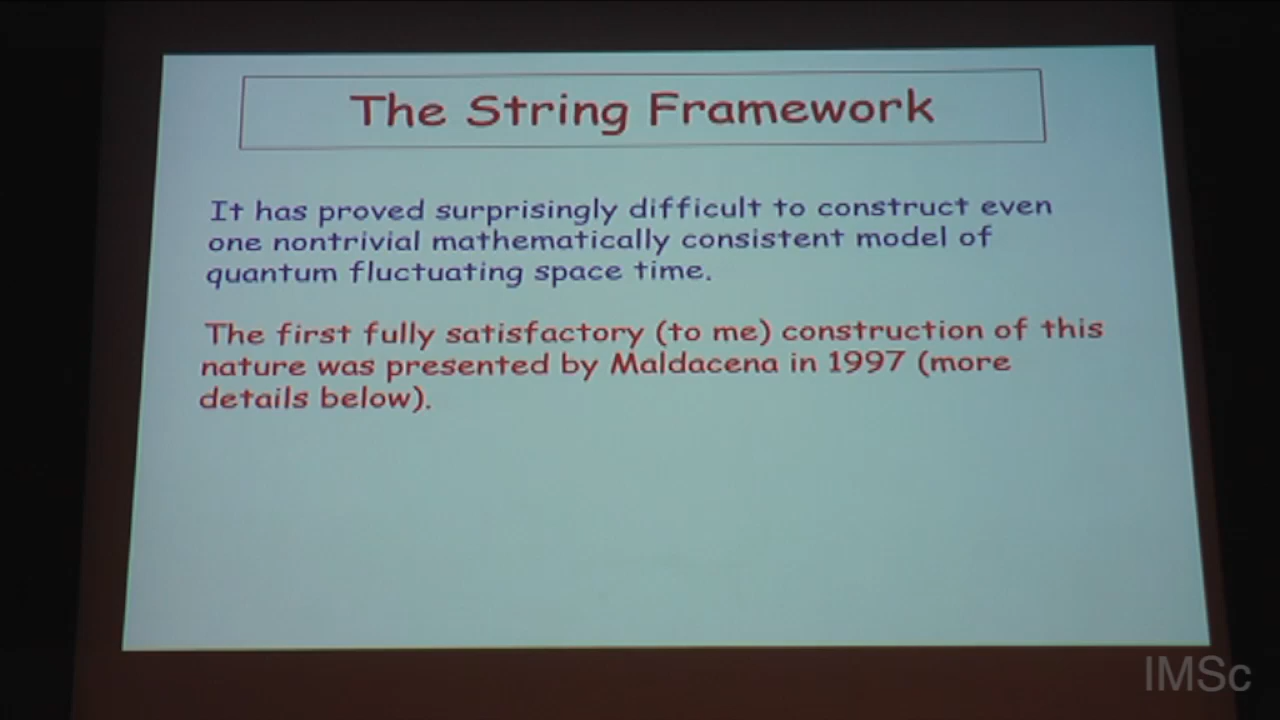 The String Framework
It has proved surprisingly difficult to construct even
one nontrivial mathematically consistent model of
quantum fluctuating space time.
The first fully satisfactory (to me) construction of this
nature was presented by Maldacena in 1997 (more
details below).
IMSc